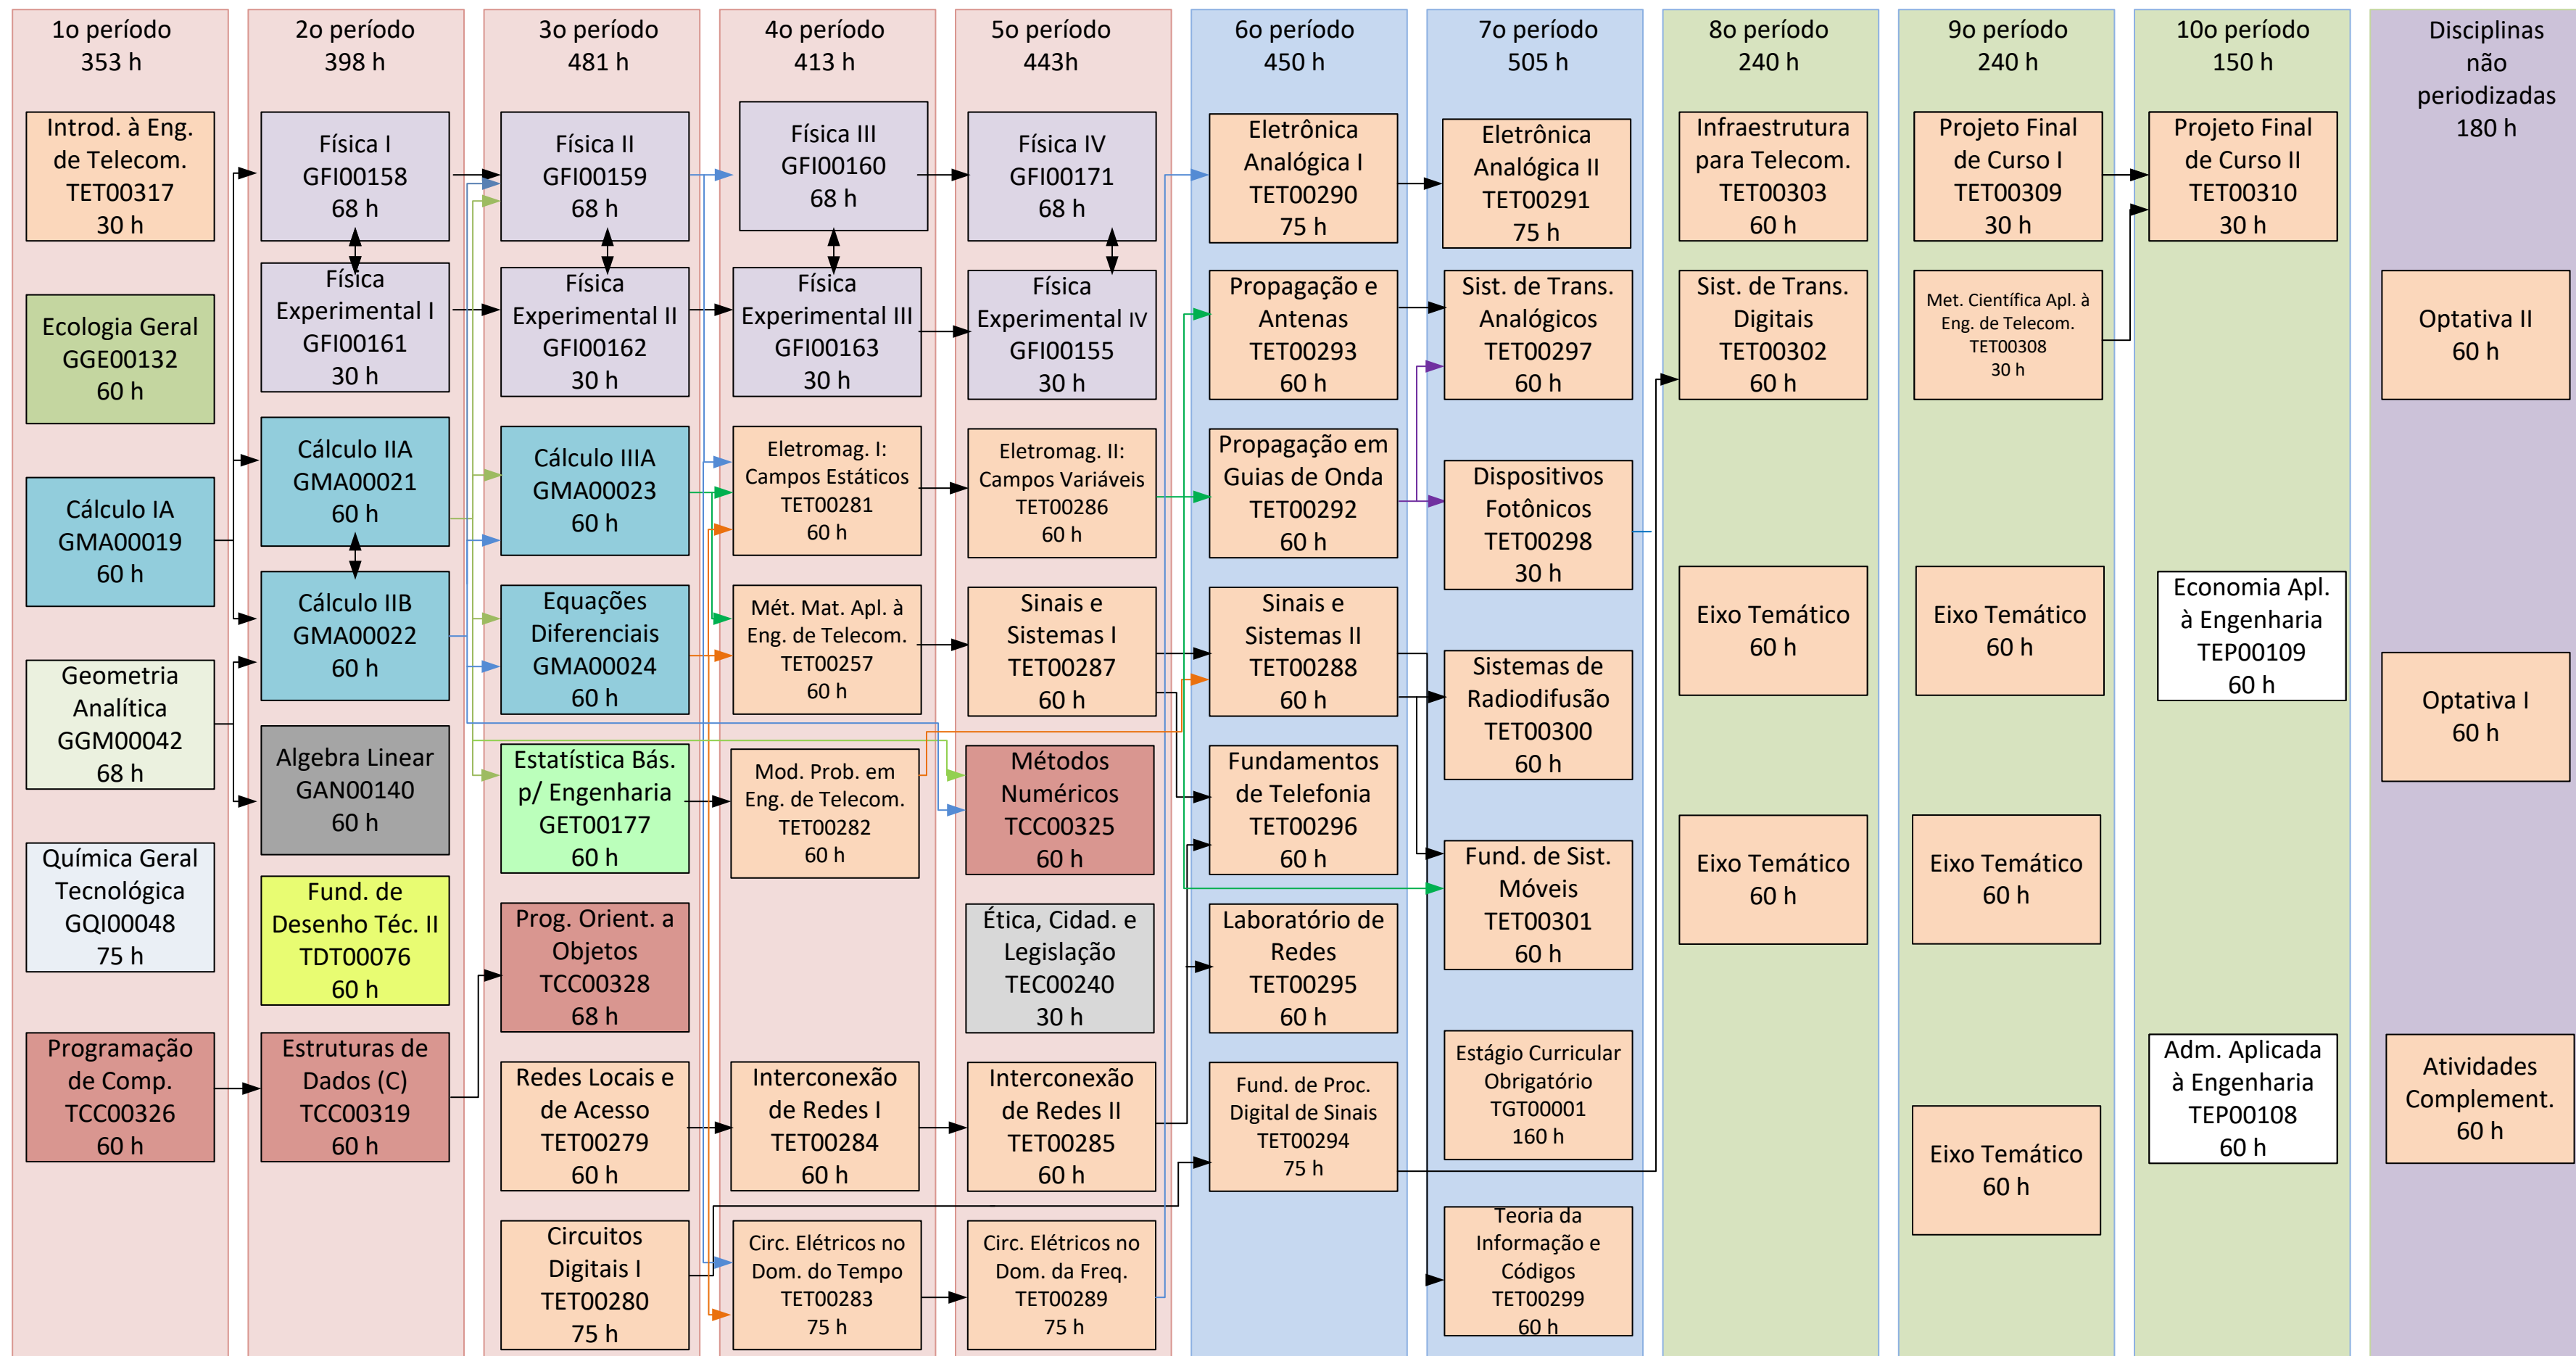 1o período
353 h
Introd. à Eng.
de Telecom.
TET00317
30 h
Ecologia Geral
GGE00132
60 h
Cálculo IA
GMA00019
60 h
Geometria
Analítica
GGM00042
68 h
Química Geral
Tecnológica
GQI00048
75 h
Programação
de Comp.
TCC00326
60 h
2o período
398 h
Física I
GFI00158
68 h
Física
Experimental I
GFI00161
30 h
Cálculo IIA
GMA00021
60 h
Cálculo IIB
GMA00022
60 h
Algebra Linear
GAN00140
60 h
Fund. de
Desenho Téc. II
TDT00076
60 h
Estruturas de
Dados (C)
TCC00319
60 h
3o período
481 h
Física II
GFI00159
68 h
Física
Experimental II
GFI00162
30 h
Cálculo IIIA
GMA00023
60 h
Equações
Diferenciais
GMA00024
60 h
Estatística Bás.
p/ Engenharia
GET00177
60 h
Prog. Orient. a
Objetos
TCC00328
68 h
Redes Locais e
de Acesso
TET00279
60 h
Circuitos
Digitais I
TET00280
75 h
4o período
413 h
Física III
GFI00160
68 h
Física
Experimental III
GFI00163
30 h
Eletromag. I:
Campos Estáticos
TET00281
60 h
Mét. Mat. Apl. à
Eng. de Telecom.
TET00257
60 h
Mod. Prob. em
Eng. de Telecom.
TET00282
60 h
Interconexão
de Redes I
TET00284
60 h
Circ. Elétricos no
Dom. do Tempo
TET00283
75 h
5o período
443h
Física IV
GFI00171
68 h
Física
Experimental IV
GFI00155
30 h
Eletromag. II:
Campos Variáveis
TET00286
60 h
Sinais e
Sistemas I
TET00287
60 h
Métodos
Numéricos
TCC00325
60 h
Ética, Cidad. e
Legislação
TEC00240
30 h
Interconexão
de Redes II
TET00285
60 h
Circ. Elétricos no
Dom. da Freq.
TET00289
75 h
6o período
450 h
Eletrônica
Analógica I
TET00290
75 h
Propagação e
Antenas
TET00293
60 h
Propagação em
Guias de Onda
TET00292
60 h
Sinais e
Sistemas II
TET00288
60 h
Fundamentos
de Telefonia
TET00296
60 h
Laboratório de
Redes
TET00295
60 h
Fund. de Proc.
Digital de Sinais
TET00294
75 h
7o período
505 h
Eletrônica
Analógica II
TET00291
75 h
Sist. de Trans.
Analógicos
TET00297
60 h
Dispositivos
Fotônicos
TET00298
30 h
Sistemas de
Radiodifusão
TET00300
60 h
Fund. de Sist.
Móveis
TET00301
60 h
Estágio Curricular
Obrigatório
TGT00001
160 h
Teoria da
Informação e
Códigos
TET00299
60 h
8o período
240 h
Infraestrutura
para Telecom.
TET00303
60 h
Sist. de Trans.
Digitais
TET00302
60 h
Eixo Temático
60 h
Eixo Temático
60 h
9o período
240 h
Projeto Final
de Curso I
TET00309
30 h
Met. Científica Apl. à
Eng. de Telecom.
TET00308
30 h
Eixo Temático
60 h
Eixo Temático
60 h
Eixo Temático
60 h
10o período
150 h
Projeto Final
de Curso II
TET00310
30 h
Economia Apl.
à Engenharia
TEP00109
60 h
Adm. Aplicada
à Engenharia
TEP00108
60 h
Disciplinas
não
periodizadas
180 h
Optativa II
60 h
Optativa I
60 h
Atividades
Complement.
60 h